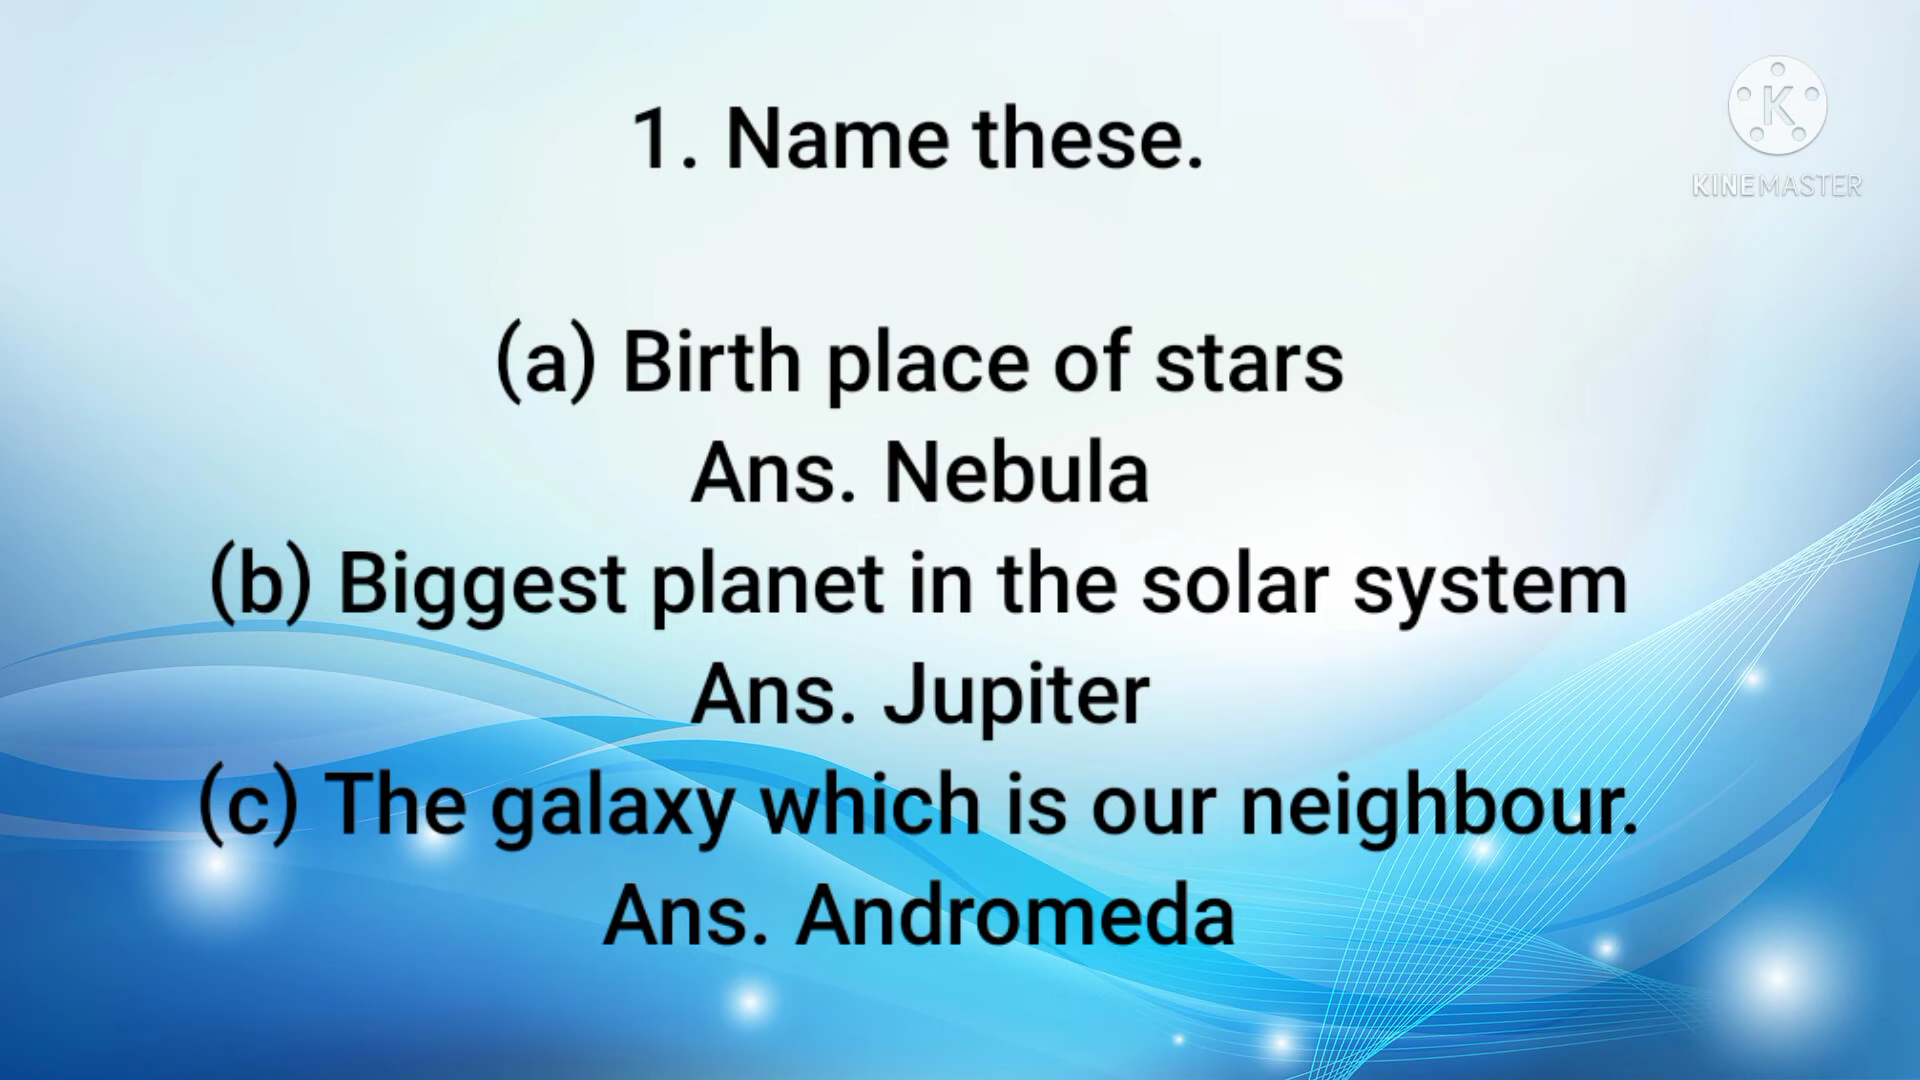 1. Name these.
K
KINEMASTER
(a) Birth place of stars
Ans. Nebula
(b) Biggest planet in the solar system
Ans. Jupiter
(c) The galaxy which is our neighbour.
Ans. Andromeda